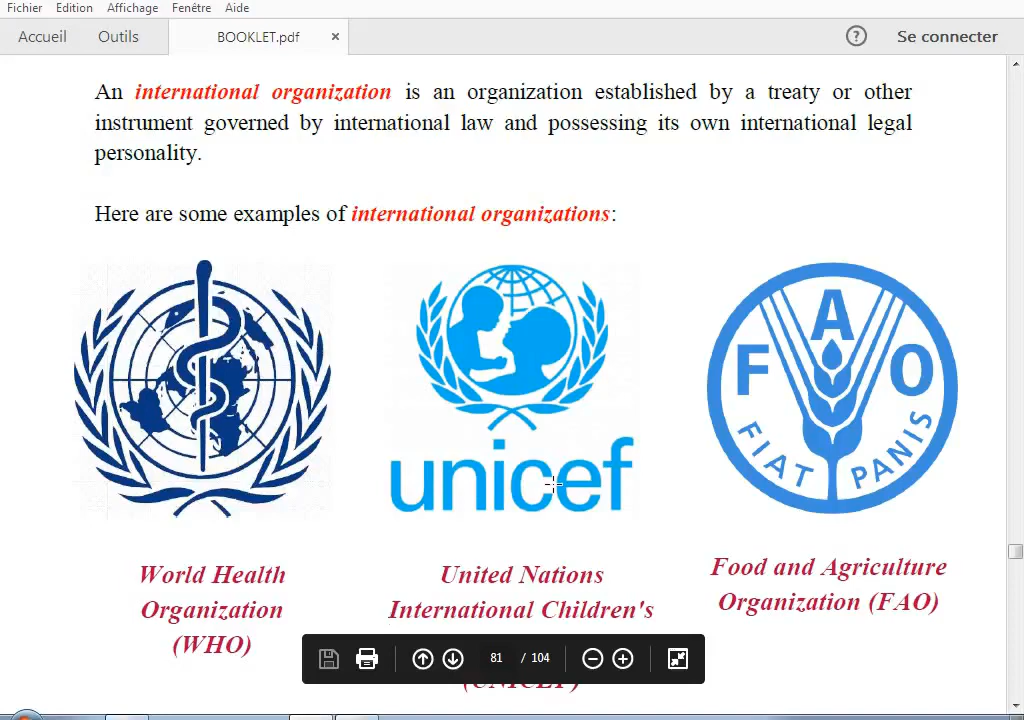 Fichier Edition Affichage Fenêtre Aide
Accueil Outils BOOKLET.pdf × ? Se connecter
An international organization is an organization established by a treaty or other
instrument governed by international law and possessing its own international legal
personality.
Here are some examples of international organizations:
unicef
F A O
FIAT PANIS
World Health
Organization
(WHO)
United Nations
International Children's
(UNICEF)
Food and Agriculture
Organization (FAO)
81 / 104